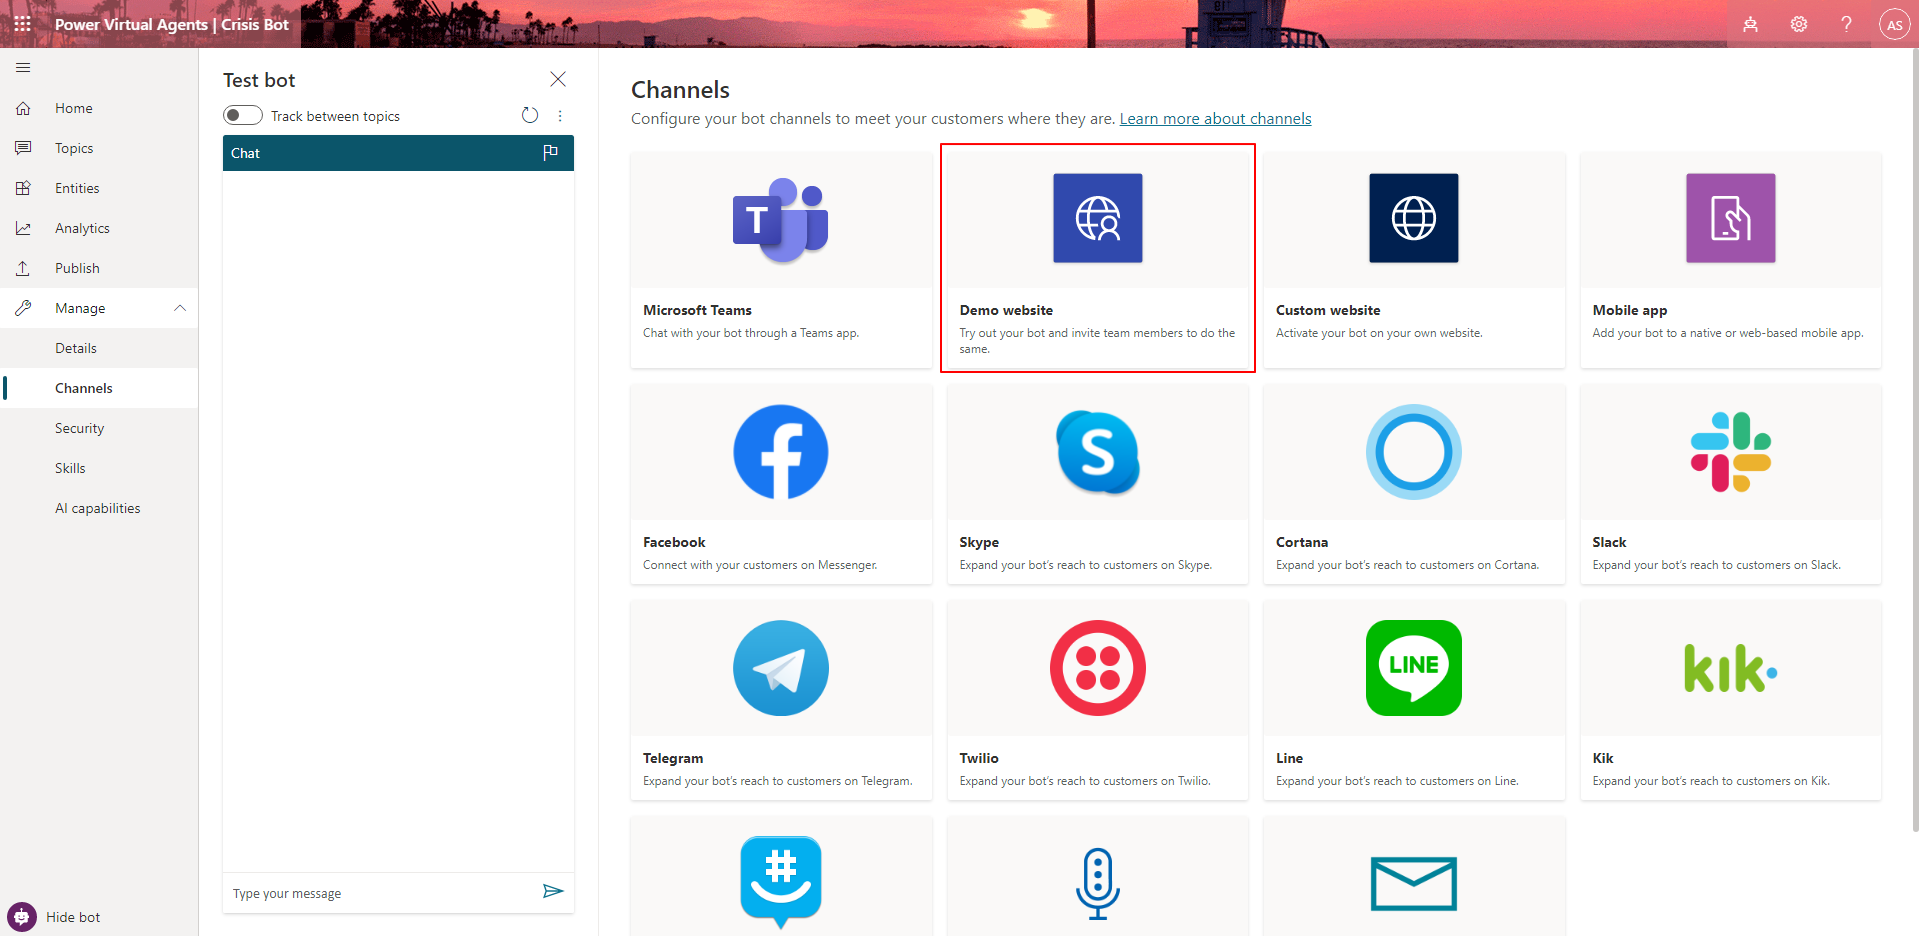 Power Virtual Agents | Crisis Bot
AS
Home
Topics
Entities
Analytics
Publish
Manage
Details
Channels
Security
Skills
AI capabilities
Hide bot
Test bot
Track between topics
Chat
Type your message
Channels
Configure your bot channels to meet your customers where they are. Learn more about channels
T
Microsoft Teams
Chat with your bot through a Teams app.
Demo website
Try out your bot and invite team members to do the
same.
Custom website
Activate your bot on your own website.
Mobile app
Add your bot to a native or web-based mobile app.
Facebook
Connect with your customers on Messenger.
S
Skype
Expand your bot's reach to customers on Skype.
Cortana
Expand your bot's reach to customers on Cortana.
Slack
Expand your bot's reach to customers on Slack.
Telegram
Expand your bot's reach to customers on Telegram.
Twilio
Expand your bot's reach to customers on Twilio.
LINE
Line
Expand your bot's reach to customers on Line.
kik
Kik
Expand your bot's reach to customers on Kik.
#